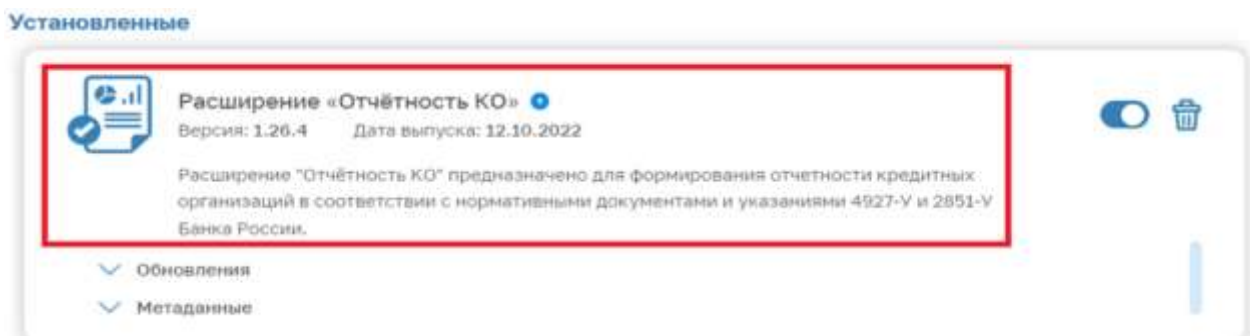 Установленные
Расширение «Отчётность КО»
Версия: 1.26.4 Дата выпуска: 12.10.2022
Расширение "Отчётность КО" предназначено для формирования отчетности кредитных
организаций в соответствии с нормативными документами и указаниями 4927-У и 2851-У
Банка России.
Обновления
Метаданные